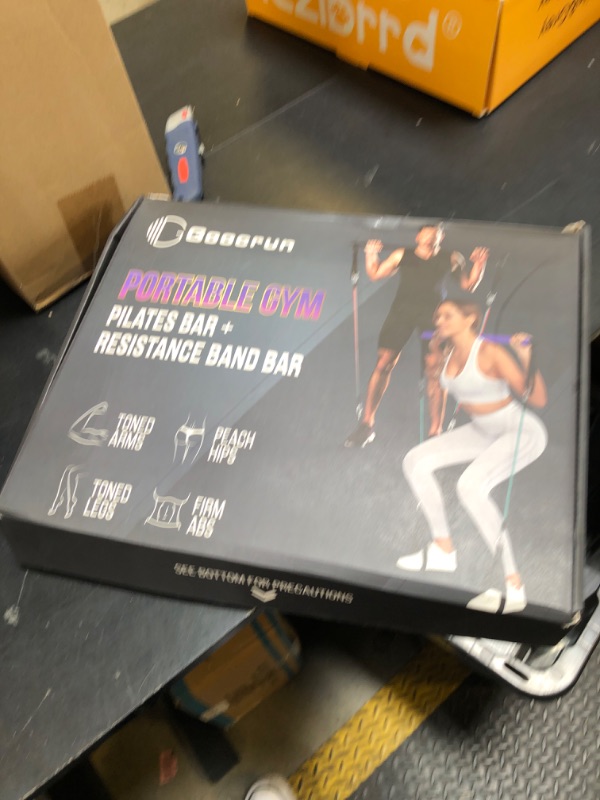 Goosrun
PORTABLE GYM
PILATES BAR +
RESISTANCE BAND BAR
TONED
ARMS
PEACH
HIPS
TONED
LEGS
FIRM
ABS
SEE BOTTOM FOR PRECAUTIONS